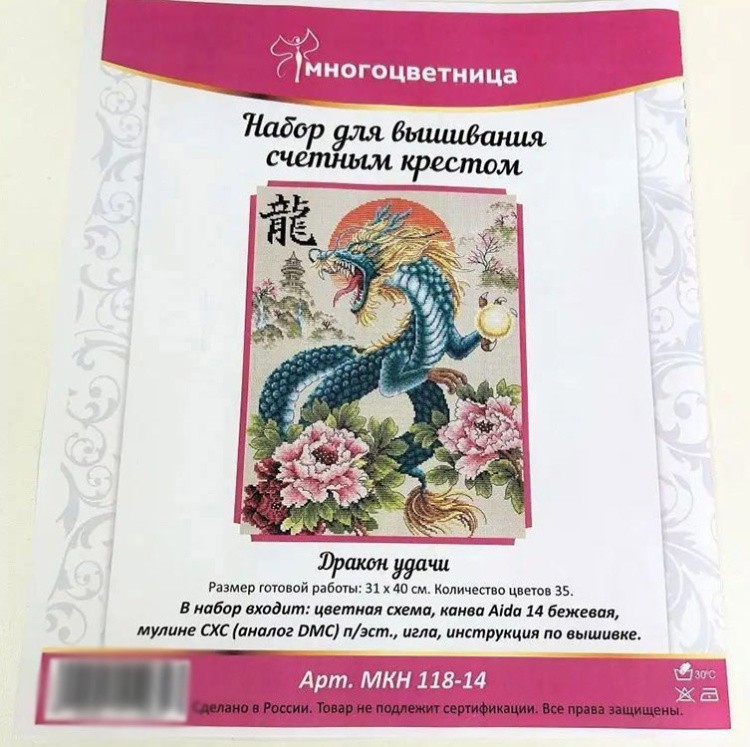 многоцветница
Набор для вышивания
счетным крестом
龍
Дракон удачи
Размер готовой работы: 31 х 40 см. Количество цветов 35.
В набор входит: цветная схема, канва Aida 14 бежевая,
мулине СХС (аналог DMC) п/эст., игла, инструкция по вышивке.
Арт. МКН 118-14
30°C
Сделано в России. Товар не подлежит сертификации. Все права защищены.